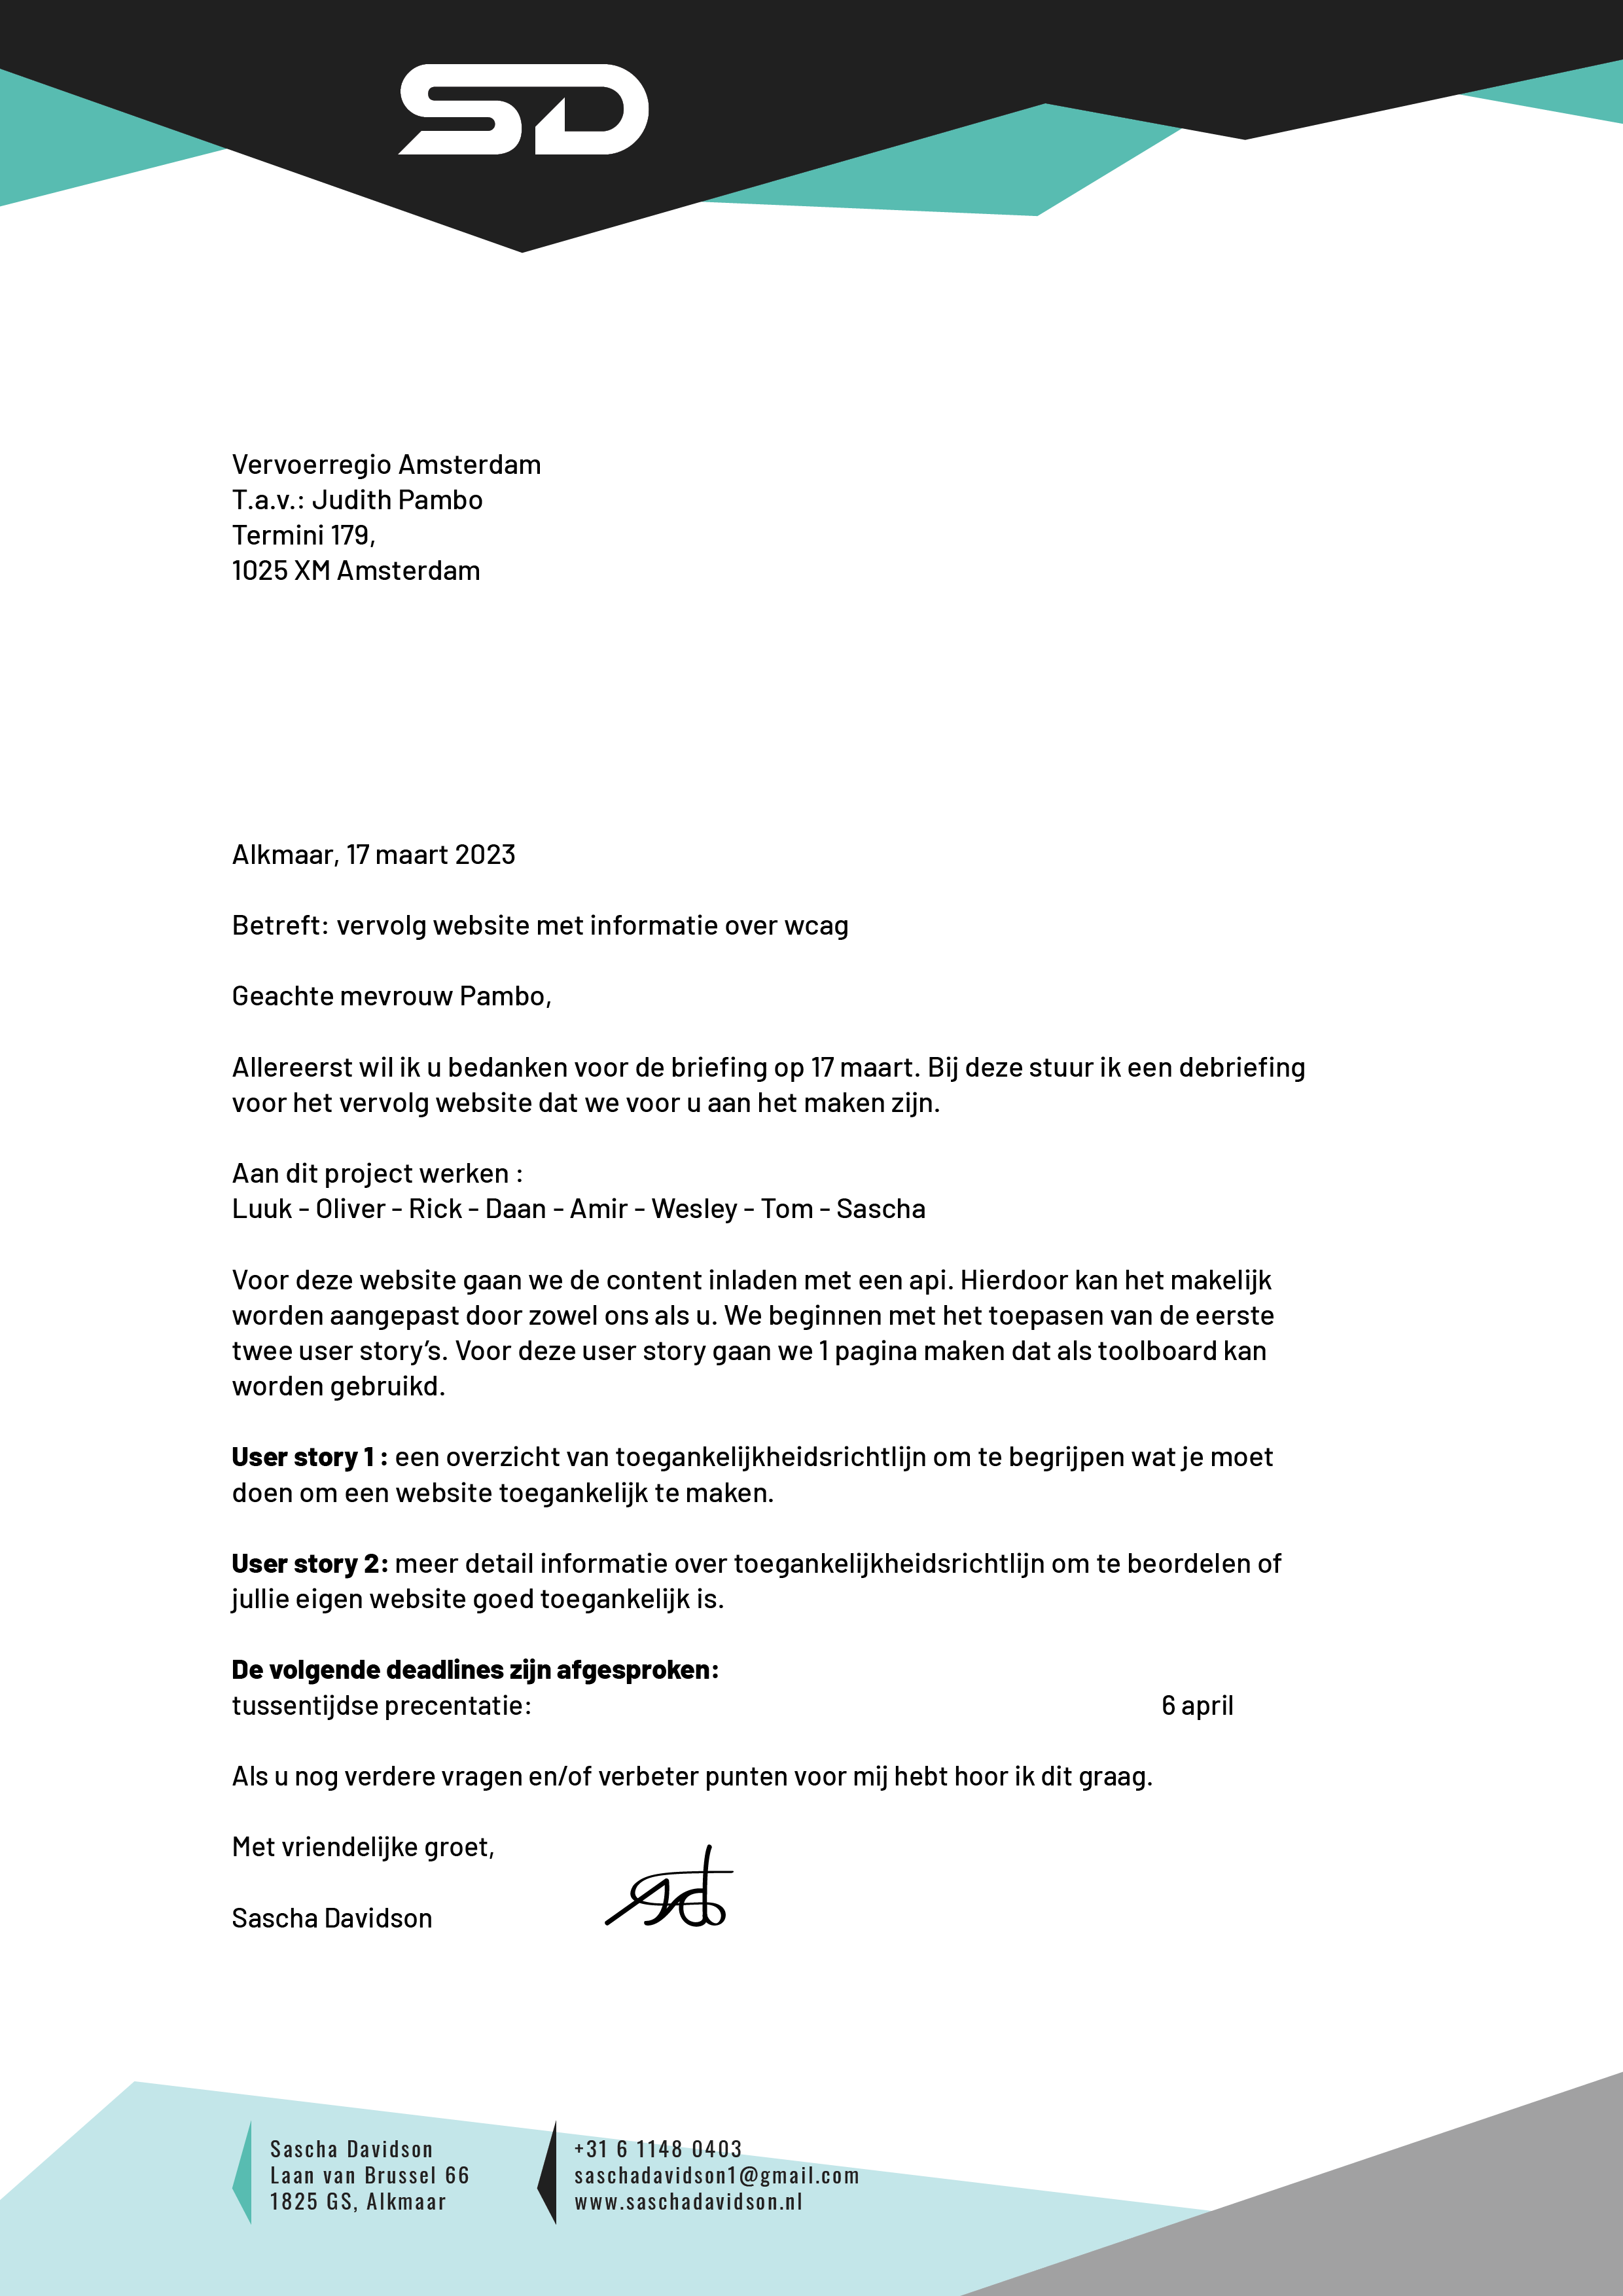 SD
Vervoerregio Amsterdam
T.a.v.: Judith Pambo
Termini 179,
1025 XM Amsterdam
Alkmaar, 17 maart 2023
Betreft: vervolg website met informatie over wcag
Geachte mevrouw Pambo,
Allereerst wil ik u bedanken voor de briefing op 17 maart. Bij deze stuur ik een debriefing
voor het vervolg website dat we voor u aan het maken zijn.
Aan dit project werken :
Luuk - Oliver - Rick - Daan - Amir - Wesley - Tom - Sascha
Voor deze website gaan we de content inladen met een api. Hierdoor kan het makelijk
worden aangepast door zowel ons als u. We beginnen met het toepasen van de eerste
twee user story’s. Voor deze user story gaan we 1 pagina maken dat als toolboard kan
worden gebruikd.
User story 1 : een overzicht van toegankelijkheidsrichtlijn om te begrijpen wat je moet
doen om een website toegankelijk te maken.
User story 2: meer detail informatie over toegankelijkheidsrichtlijn om te beordelen of
jullie eigen website goed toegankelijk is.
De volgende deadlines zijn afgesproken:
tussentijdse precentatie: 6 april
Als u nog verdere vragen en/of verbeter punten voor mij hebt hoor ik dit graag.
Met vriendelijke groet,
sd
Sascha Davidson
Sascha Davidson
Laan van Brussel 66
1825 GS, Alkmaar
+31 6 1148 0403
saschadavidson1@gmail.com
www.saschadavidson.nl